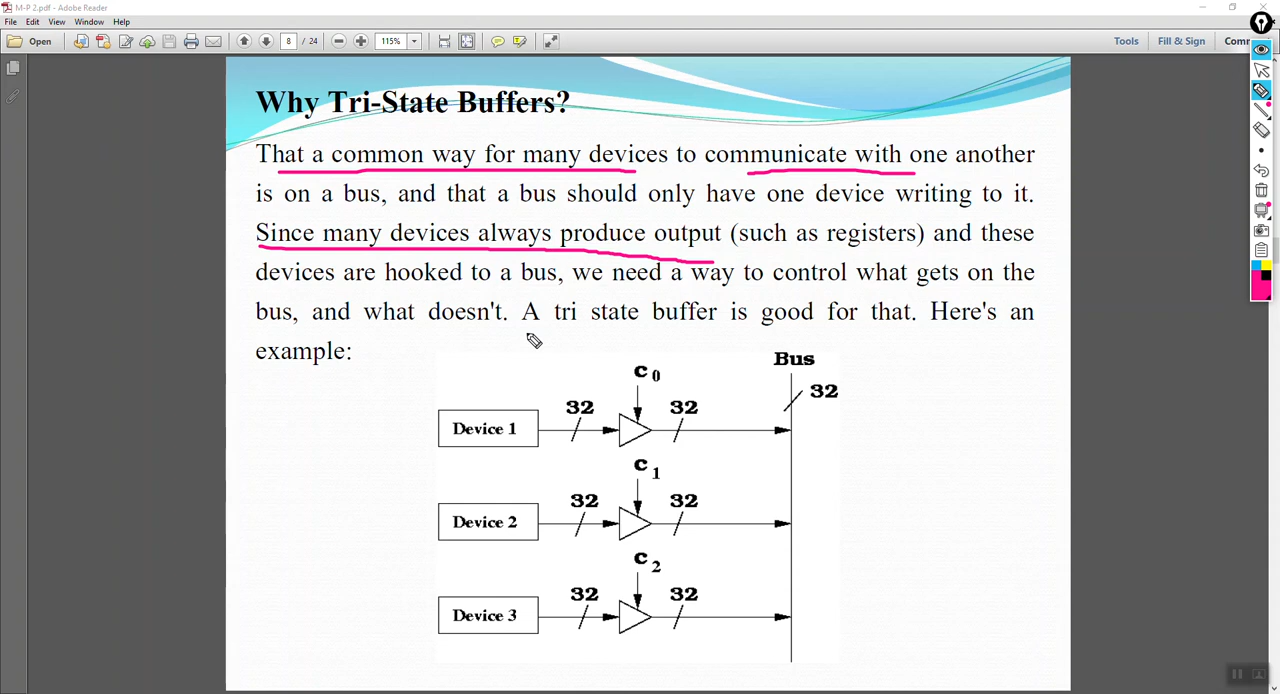 M-P 2.pdf - Adobe Reader
File Edit View Window Help
Open 8 / 24 115% Tools Fill & Sign
Why Tri-State Buffers?
That a common way for many devices to communicate with one another
is on a bus, and that a bus should only have one device writing to it.
Since many devices always produce output (such as registers) and these
devices are hooked to a bus, we need a way to control what gets on the
bus, and what doesn't. A tri state buffer is good for that. Here's an
example:
Bus
C 0
32
32 32
Device 1
C 1
32 32
Device 2
C 2
32 32
Device 3